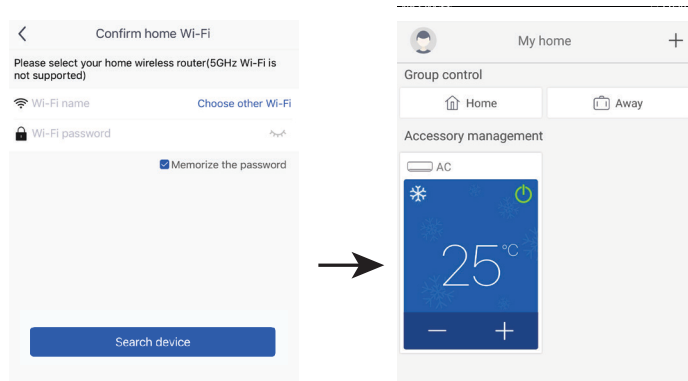 Confirm home Wi-Fi
Please select your home wireless router(5GHz Wi-Fi is
not supported)
Wi-Fi name
Choose other Wi-Fi
Wi-Fi password
Memorize the password
Search device
My home
+
Group control
Home
Away
Accessory management
AC
25°C
− +